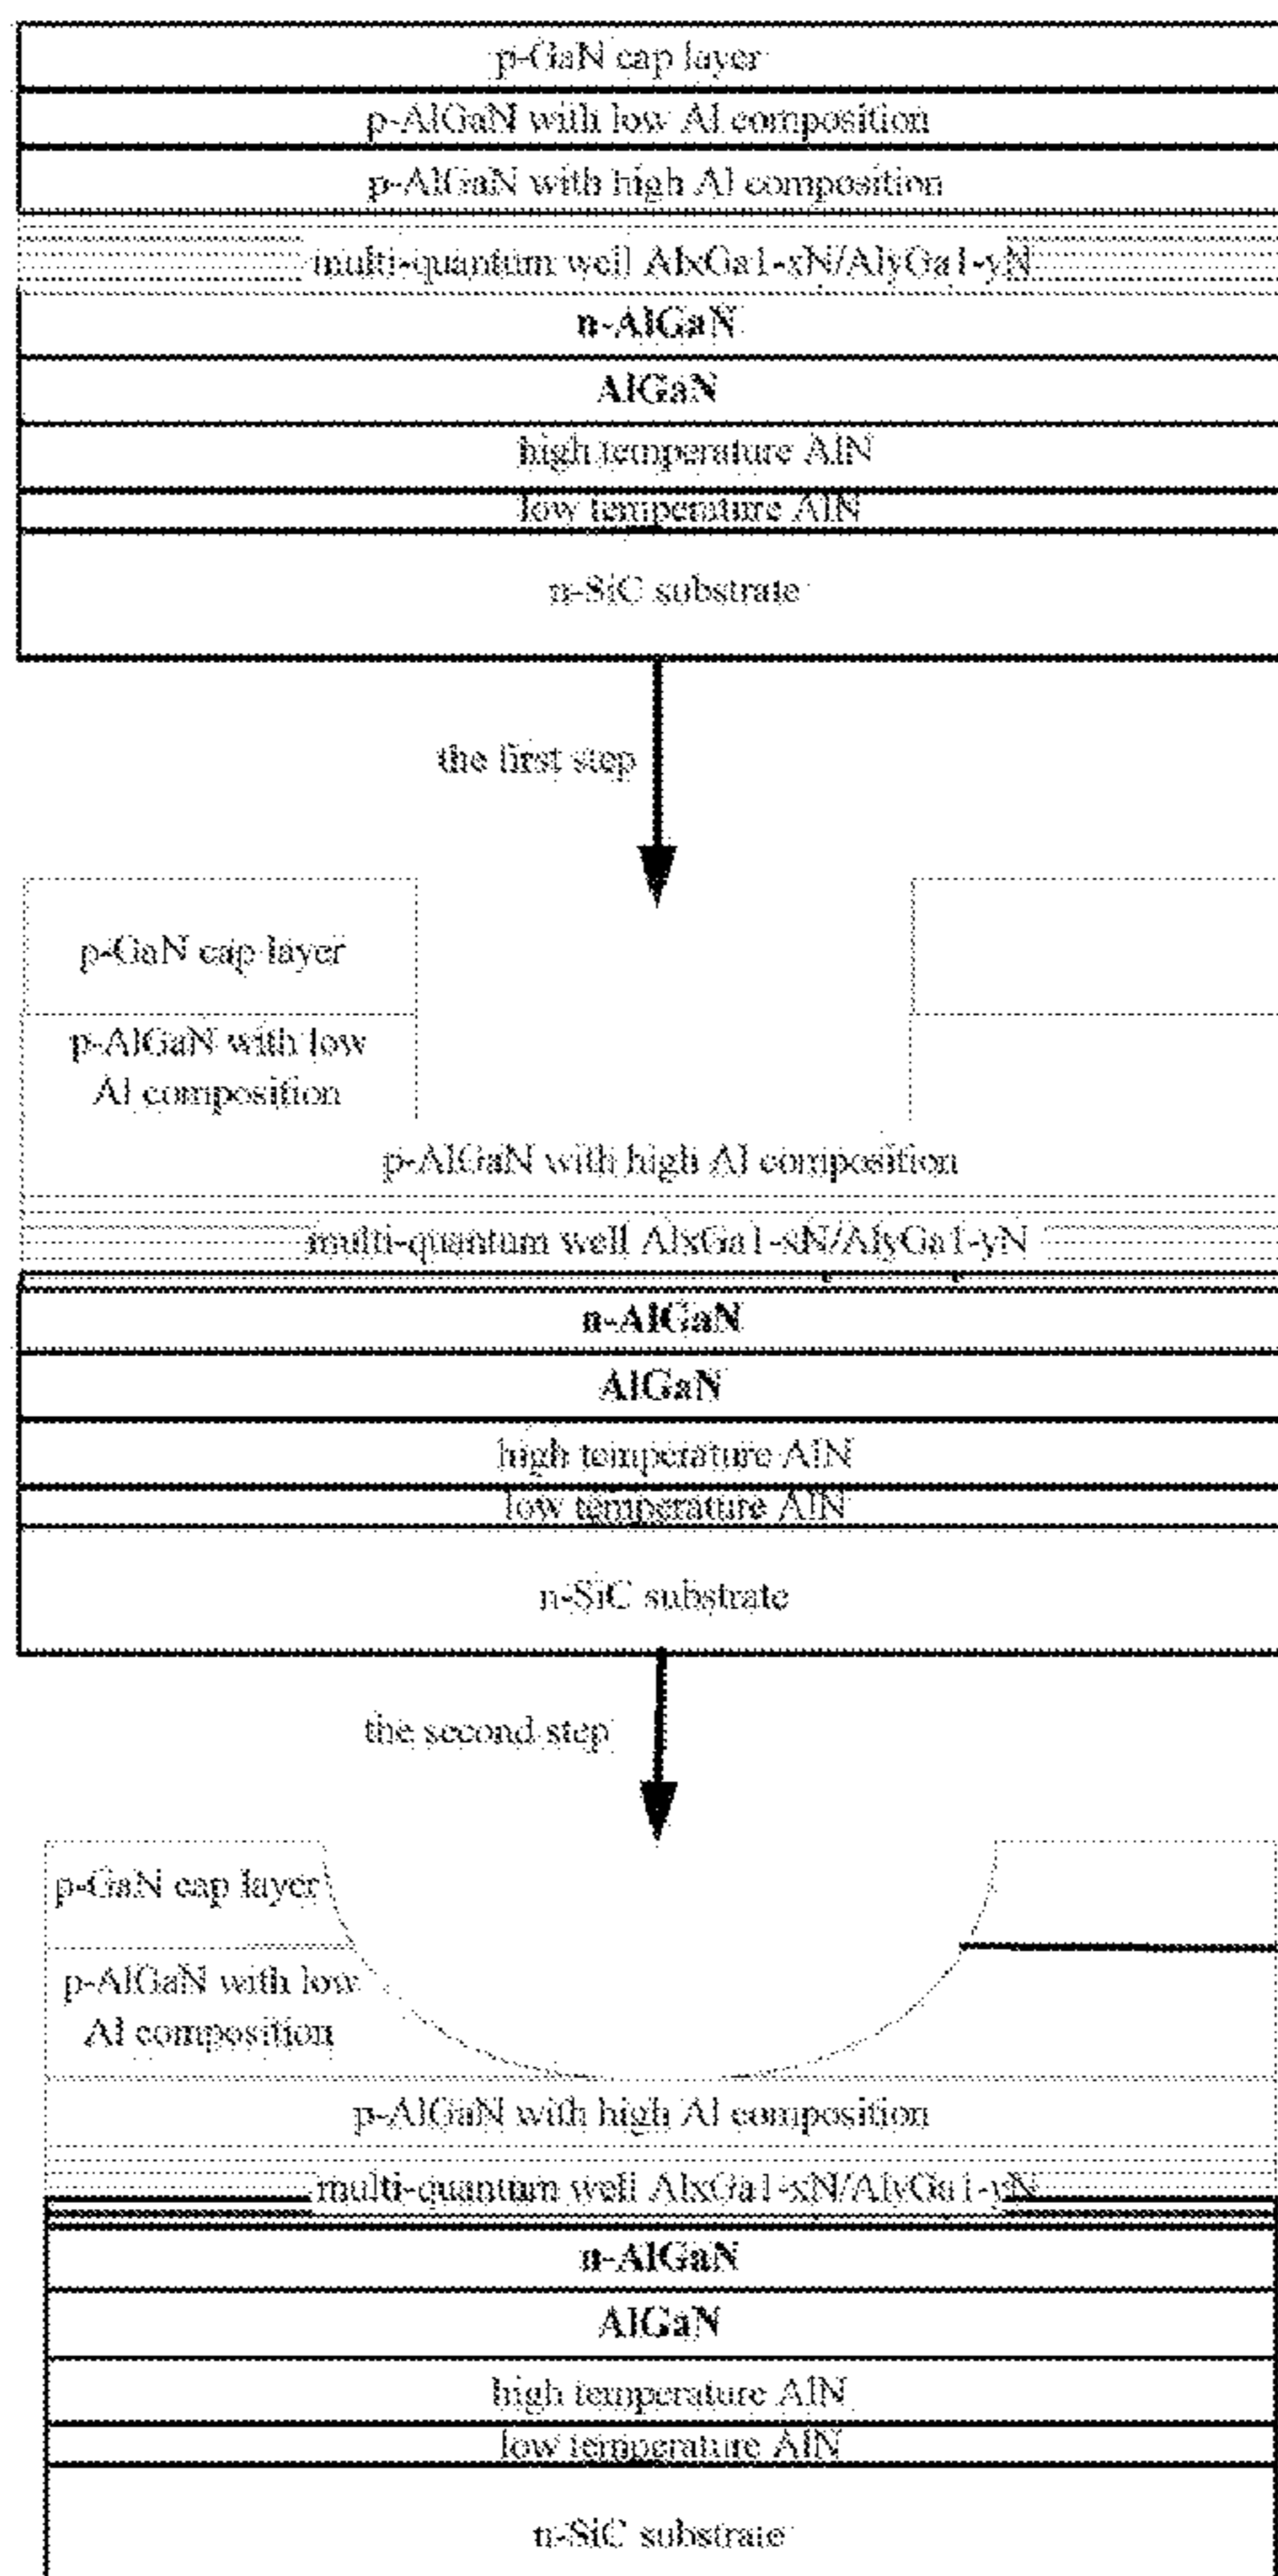 p-GaN cap layer
p-AlGaN with low Al composition
p-AlGaN with high Al composition
multi-quantum well AlxGa1-xN/AlyGa1-yN
n-AlGaN
AlGaN
high temperature AlN
low temperature AlN
n-SiC substrate
the first step
p-GaN cap layer
p-AlGaN with low
Al composition
p-AlGaN with high Al composition
multi-quantum well AlxGa1-xN/AlyGa1-yN
n-AlGaN
AlGaN
high temperature AlN
low temperature AlN
n-SiC substrate
the second step
p-GaN cap layer
p-AlGaN with low
Al composition
p-AlGaN with high Al composition
multi-quantum well AlxGa1-xN/AlyGa1-yN
n-AlGaN
AlGaN
high temperature AlN
low temperature AlN
n-SiC substrate